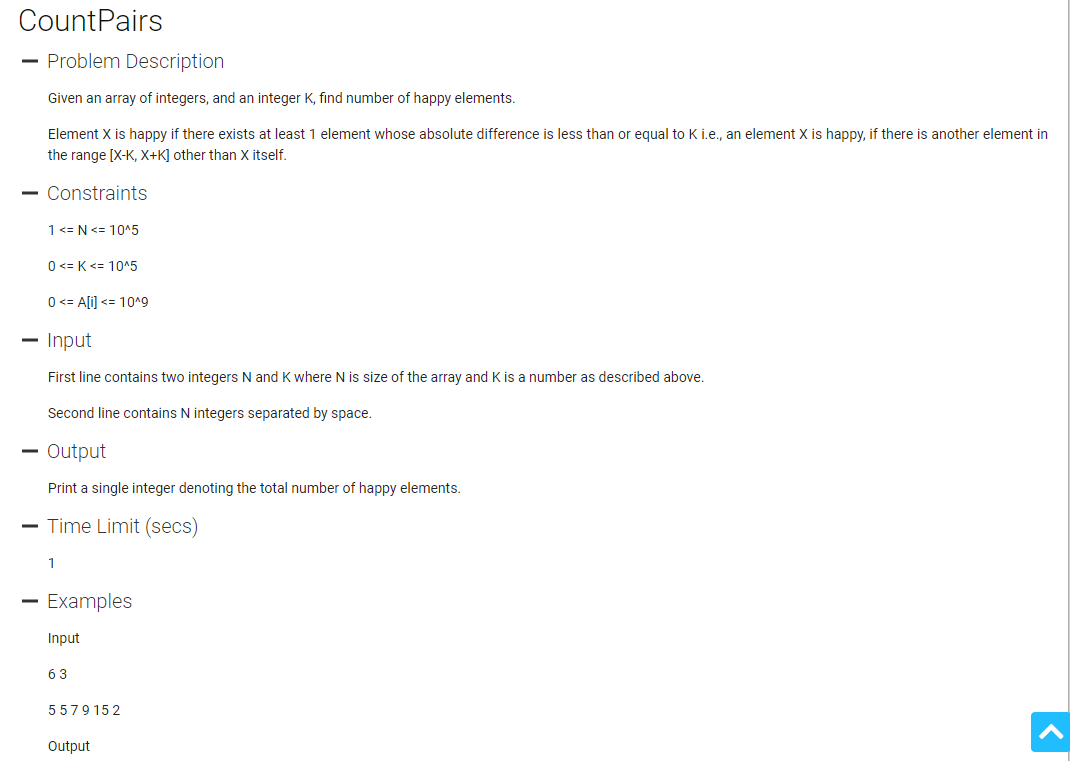 CountPairs
Problem Description
Given an array of integers, and an integer K, find number of happy elements.
Element X is happy if there exists at least 1 element whose absolute difference is less than or equal to K i.e., an element X is happy, if there is another element in
the range [X-K, X+K] other than X itself.
Constraints
1 <= N <= 10^5
0 <= K <= 10^5
0 <= A[i] <= 10^9
Input
First line contains two integers N and K where N is size of the array and K is a number as described above.
Second line contains N integers separated by space.
Output
Print a single integer denoting the total number of happy elements.
Time Limit (secs)
1
Examples
Input
6 3
5 5 7 9 15 2
Output